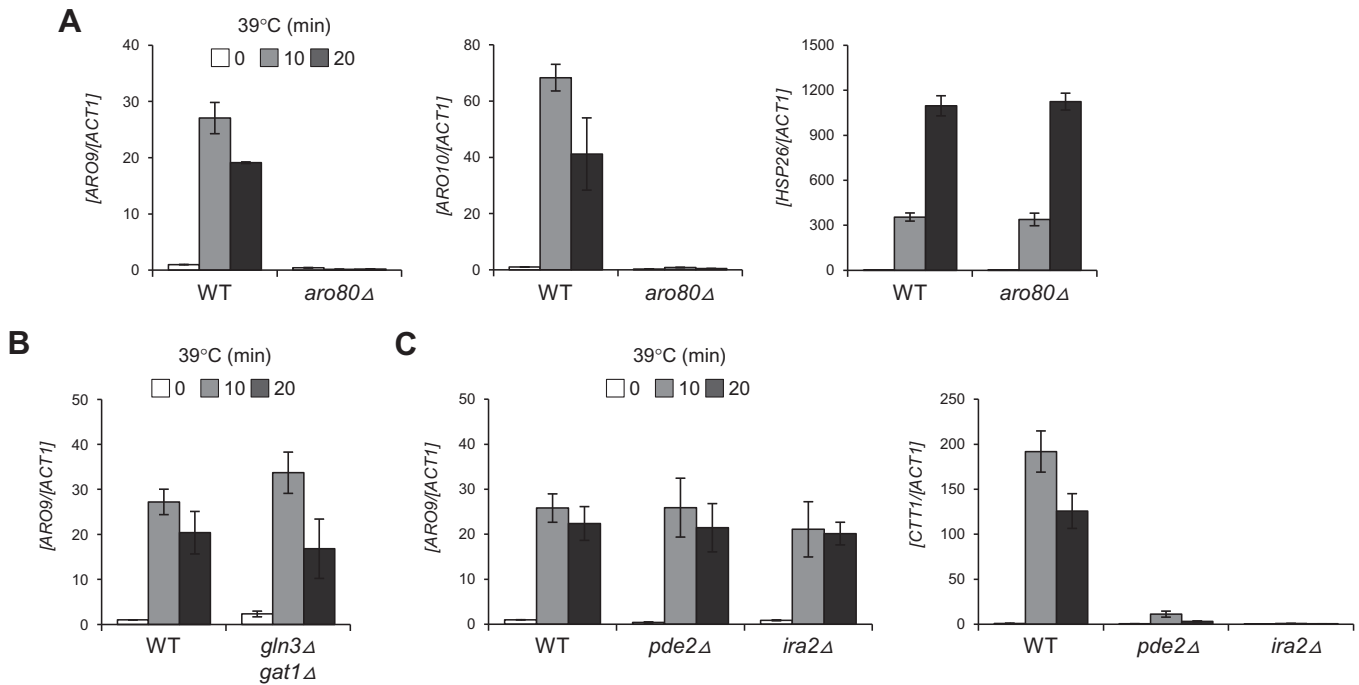 A
39°C (min)
0 10 20
[ARO9/[ACT1]
40
30
20
10
0
WT aro80Δ
[ARO10/[ACT1]
80
60
40
20
0
WT aro80Δ
[HSP26/[ACT1]
1500
1200
900
600
300
0
WT aro80Δ
B
39°C (min)
0 10 20
[ARO9/[ACT1]
50
40
30
20
10
0
WT gln3Δ
gat1Δ
C
39°C (min)
0 10 20
[ARO9/[ACT1]
50
40
30
20
10
0
WT pde2Δ ira2Δ
[CTT1/[ACT1]
250
200
150
100
50
0
WT pde2Δ ira2Δ